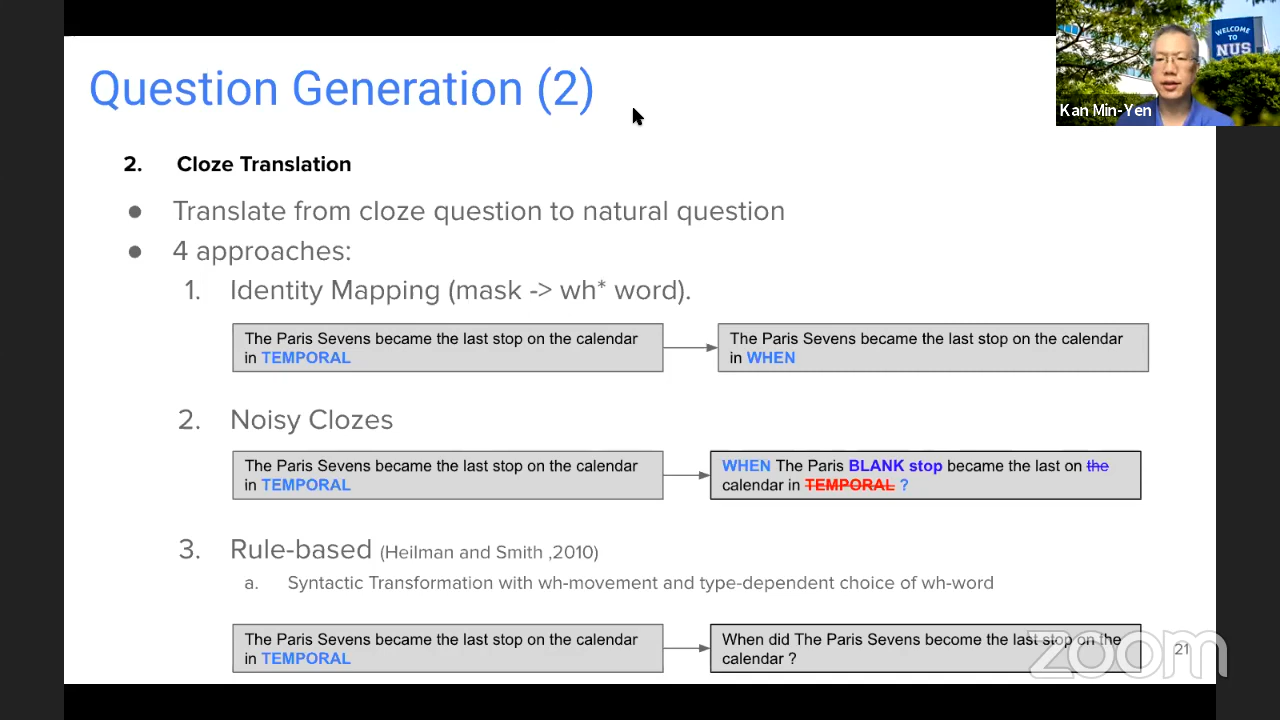 Question Generation (2)
WELCOME
TO
NUS
Kan Min-Yen
2. Cloze Translation
● Translate from cloze question to natural question
● 4 approaches:
1. Identity Mapping (mask -> wh* word).
The Paris Sevens became the last stop on the calendar
in TEMPORAL
The Paris Sevens became the last stop on the calendar
in WHEN
2. Noisy Clozes
The Paris Sevens became the last stop on the calendar
in TEMPORAL
WHEN The Paris BLANK stop became the last on the
calendar in TEMPORAL ?
3. Rule-based (Heilman and Smith ,2010)
a. Syntactic Transformation with wh-movement and type-dependent choice of wh-word
The Paris Sevens became the last stop on the calendar
in TEMPORAL
When did The Paris Sevens become the last stop on the
calendar ?
zoom
21